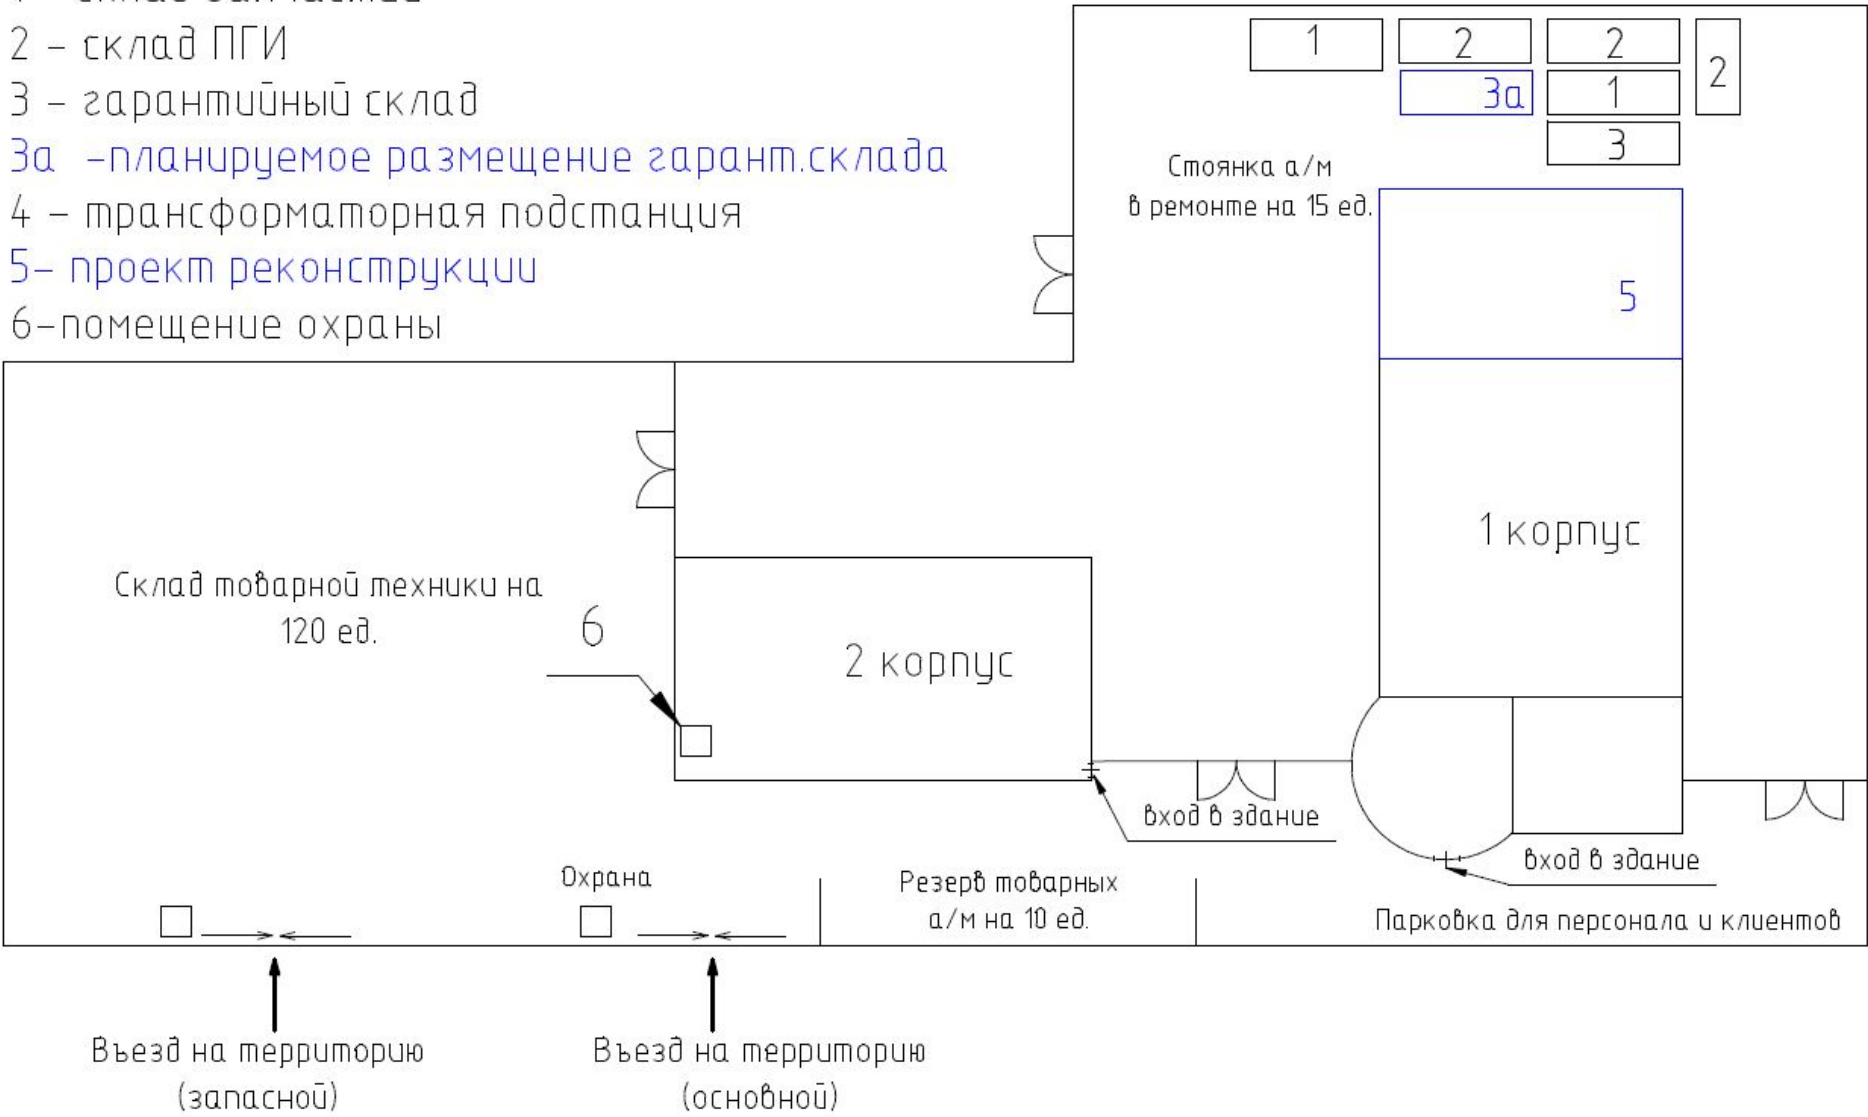 2 – склад ПГИ
3 – гарантийный склад
3а –планируемое размещение гарант.склада
4 – трансформаторная подстанция
5– проект реконструкции
6–помещение охраны
1
2
2
2
3а
1
3
Стоянка а/м
в ремонте на 15 ед.
5
1 корпус
Склад товарной техники на
120 ед.
6
2 корпус
вход в здание
вход в здание
Охрана
Резерв товарных
а/м на 10 ед.
Парковка для персонала и клиентов
Въезд на территорию
(запасной)
Въезд на территорию
(основной)